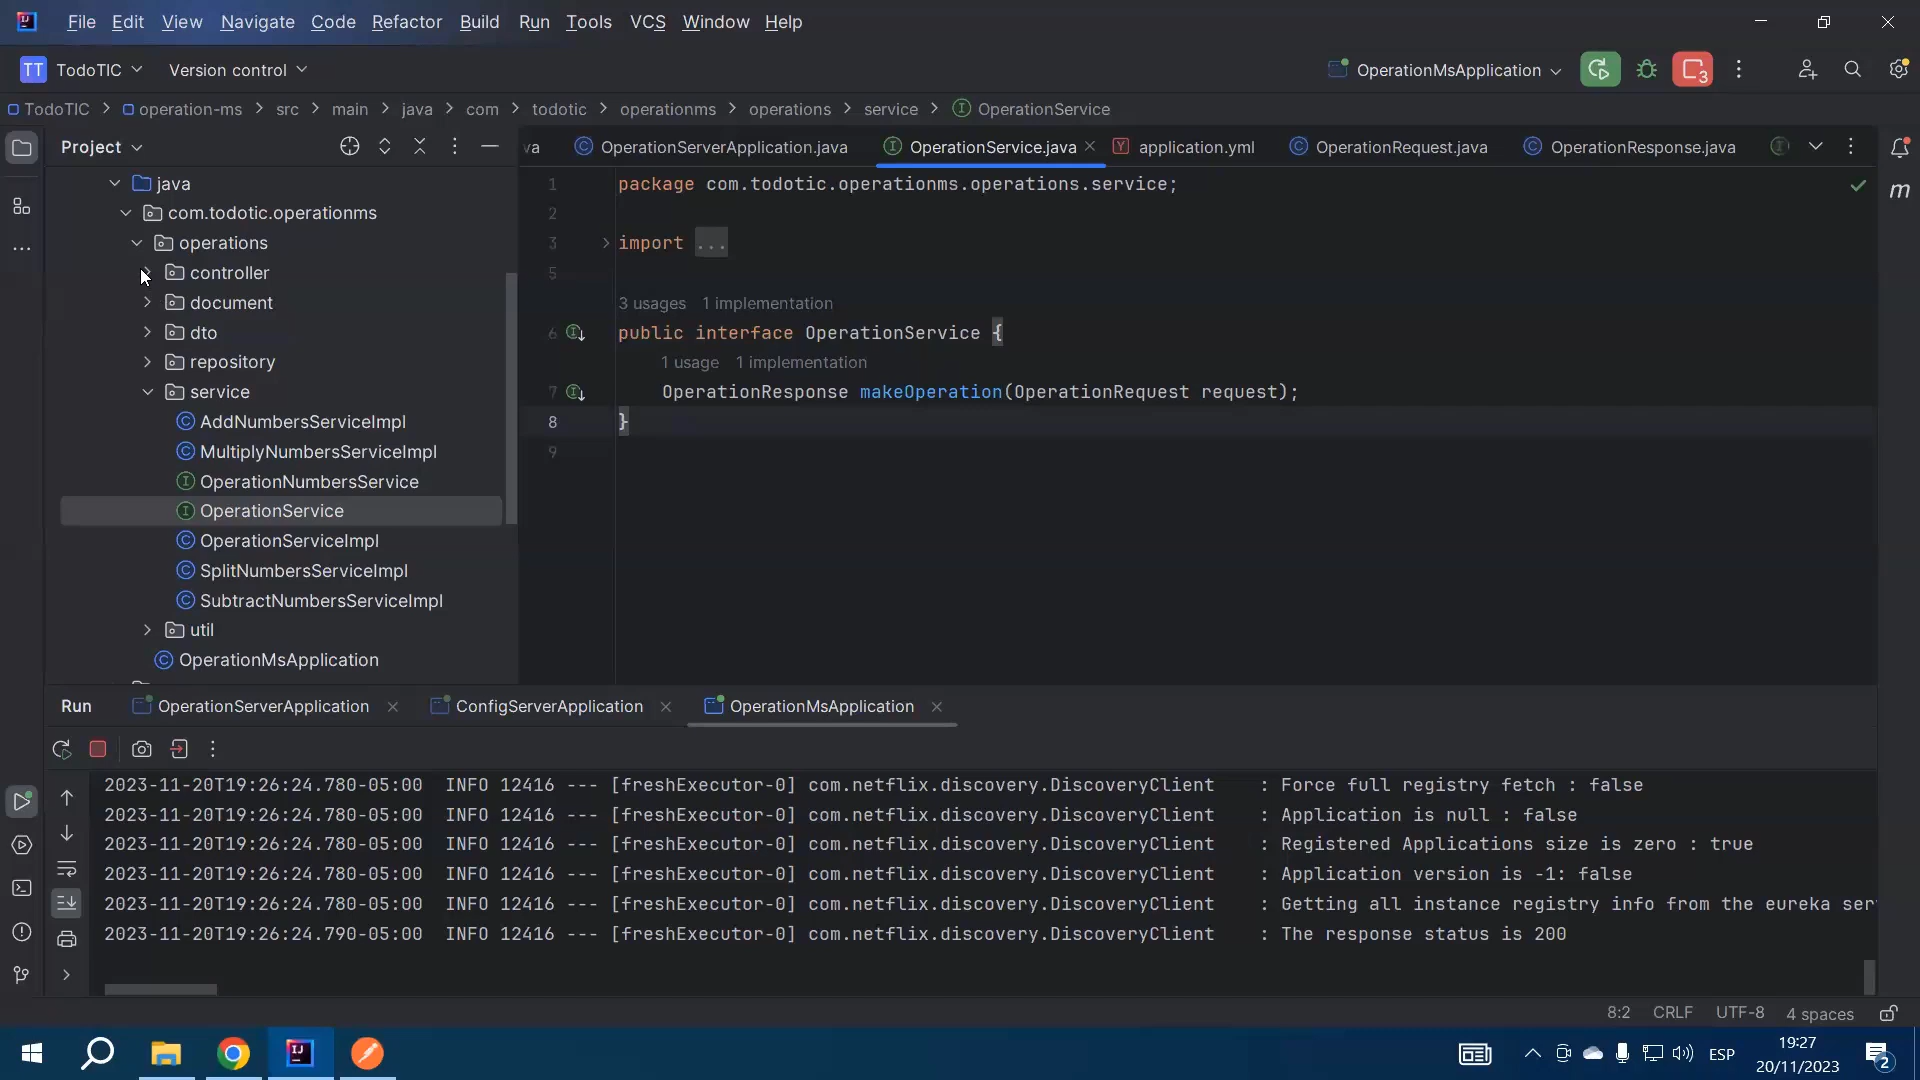 File Edit View Navigate Code Refactor Build Run Tools VCS Window Help
TT TodoTIC Version control OperationMsApplication 3
TodoTIC > operation-ms > src > main > java > com > todotic > operationms > operations > service > OperationService
Project
va OperationServerApplication.java OperationService.java application.yml OperationRequest.java OperationResponse.java
java
com.todotic.operationms
operations
controller
document
dto
repository
service
AddNumbersServiceImpl
MultiplyNumbersServiceImpl
OperationNumbersService
OperationService
OperationServiceImpl
SplitNumbersServiceImpl
SubtractNumbersServiceImpl
util
OperationMsApplication
1 package com.todotic.operationms.operations.service;
2
3 import ...
5
3 usages 1 implementation
6 public interface OperationService {
1 usage 1 implementation
7 OperationResponse makeOperation(OperationRequest request);
8 }
9
m
Run OperationServerApplication ConfigServerApplication OperationMsApplication
2023-11-20T19:26:24.780-05:00 INFO 12416 --- [freshExecutor-0] com.netflix.discovery.DiscoveryClient : Force full registry fetch : false
2023-11-20T19:26:24.780-05:00 INFO 12416 --- [freshExecutor-0] com.netflix.discovery.DiscoveryClient : Application is null : false
2023-11-20T19:26:24.780-05:00 INFO 12416 --- [freshExecutor-0] com.netflix.discovery.DiscoveryClient : Registered Applications size is zero : true
2023-11-20T19:26:24.780-05:00 INFO 12416 --- [freshExecutor-0] com.netflix.discovery.DiscoveryClient : Application version is -1: false
2023-11-20T19:26:24.780-05:00 INFO 12416 --- [freshExecutor-0] com.netflix.discovery.DiscoveryClient : Getting all instance registry info from the eureka ser
2023-11-20T19:26:24.790-05:00 INFO 12416 --- [freshExecutor-0] com.netflix.discovery.DiscoveryClient : The response status is 200
8:2 CRLF UTF-8 4 spaces
ESP
19:27
20/11/2023
2